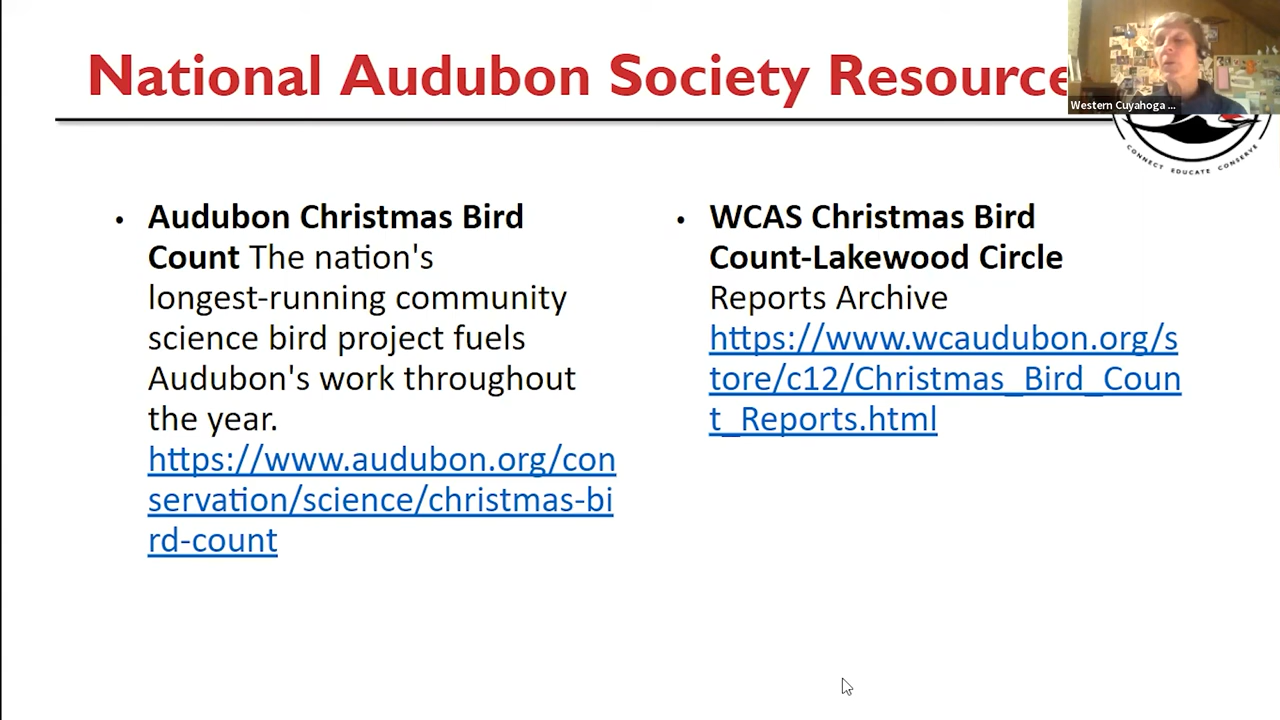 National Audubon Society Resource
Western Cuyahoga ...
CONNECT EDUCATE CONSERVE
• Audubon Christmas Bird
Count The nation's
longest-running community
science bird project fuels
Audubon's work throughout
the year.
https://www.audubon.org/con
servation/science/christmas-bi
rd-count
• WCAS Christmas Bird
Count-Lakewood Circle
Reports Archive
https://www.wcaudubon.org/s
tore/c12/Christmas_Bird_Coun
t_Reports.html